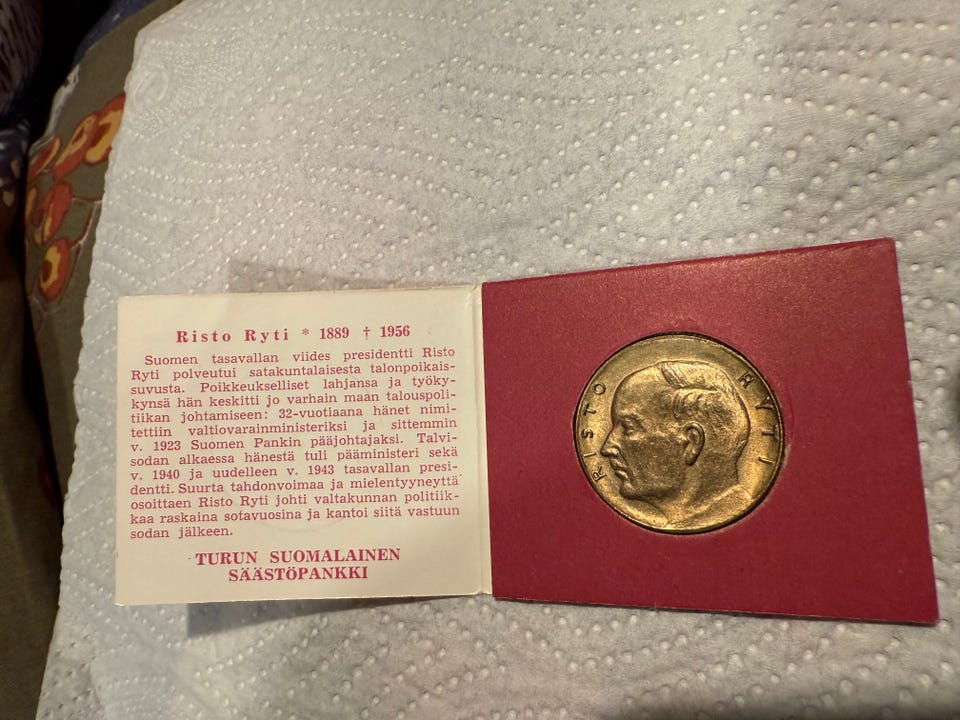 Risto Ryti * 1889 † 1956
Suomen tasavallan viides presidentti Risto
Ryti polveutui satakuntalaisesta talonpoikais-
suvusta. Poikkeukselliset lahjansa ja työky-
kynsä hän keskitti jo varhain maan talouspoli-
tiikan johtamiseen: 32-vuotiaana hänet nimi-
tettiin valtiovarainministeriksi ja sittemmin
v. 1923 Suomen Pankin pääjohtajaksi. Talvi-
sodan alkaessa hänestä tuli pääministeri sekä
v. 1940 ja uudelleen v. 1943 tasavallan presi-
dentti. Suurta tahdonvoimaa ja mielentyyneyttä
osoittaen Risto Ryti johti valtakunnan politiik-
kaa raskaina sotavuosina ja kantoi siitä vastuun
sodan jälkeen.
TURUN SUOMALAINEN
SÄÄSTÖPANKKI
RISTO RYTI